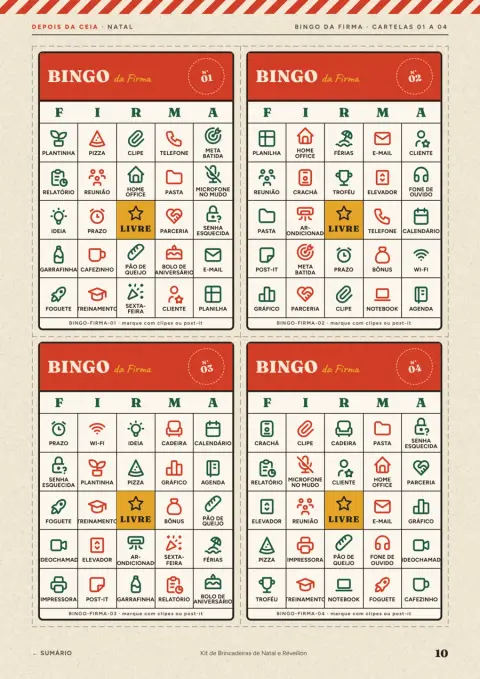 DEPOIS DA CEIA · NATAL
BINGO DA FIRMA · CARTELAS 01 A 04
BINGO da Firma
Nº 01
F I R M A
PLANTINHA PIZZA CLIPE TELEFONE META BATIDA
RELATÓRIO REUNIÃO HOME OFFICE PASTA MICROFONE NO MUDO
IDEIA PRAZO LIVRE PARCERIA SENHA ESQUECIDA
GARRAFINHA CAFEZINHO PÃO DE QUEIJO BOLO DE ANIVERSÁRIO E-MAIL
FOGUETE TREINAMENTO SEXTA-FEIRA CLIENTE PLANILHA
BINGO-FIRMA-01 · marque com clipes ou post-it
BINGO da Firma
Nº 02
F I R M A
PLANILHA HOME OFFICE FÉRIAS E-MAIL CLIENTE
REUNIÃO CRACHÁ TROFÉU ELEVADOR FONE DE OUVIDO
PASTA AR-CONDICIONADO LIVRE TELEFONE CALENDÁRIO
POST-IT META BATIDA PRAZO BÔNUS WI-FI
GRÁFICO PARCERIA CLIPE NOTEBOOK AGENDA
BINGO-FIRMA-02 · marque com clipes ou post-it
BINGO da Firma
Nº 03
F I R M A
PRAZO WI-FI IDEIA CADEIRA CALENDÁRIO
SENHA ESQUECIDA PLANTINHA PIZZA GRÁFICO AGENDA
FOGUETE TREINAMENTO LIVRE BÔNUS PÃO DE QUEIJO
IDEOCHAMAD ELEVADOR AR-ONDICIONAD SEXTA-FEIRA FÉRIAS
IMPRESSORA POST-IT GARRAFINHA RELATÓRIO BOLO DE ANIVERSÁRIO
BINGO-FIRMA-03 · marque com clipes ou post-it
BINGO da Firma
Nº 04
F I R M A
CRACHÁ CLIPE CADEIRA PASTA SENHA ESQUECIDA
RELATÓRIO MICROFONE NO MUDO CLIENTE HOME OFFICE PARCERIA
ELEVADOR REUNIÃO LIVRE E-MAIL GRÁFICO
PIZZA IMPRESSORA PÃO DE QUEIJO FONE DE OUVIDO IDEOCHAMAD
TROFÉU TREINAMENTO NOTEBOOK FOGUETE CAFEZINHO
BINGO-FIRMA-04 · marque com clipes ou post-it
← SUMÁRIO
Kit de Brincadeiras de Natal e Réveillon
10